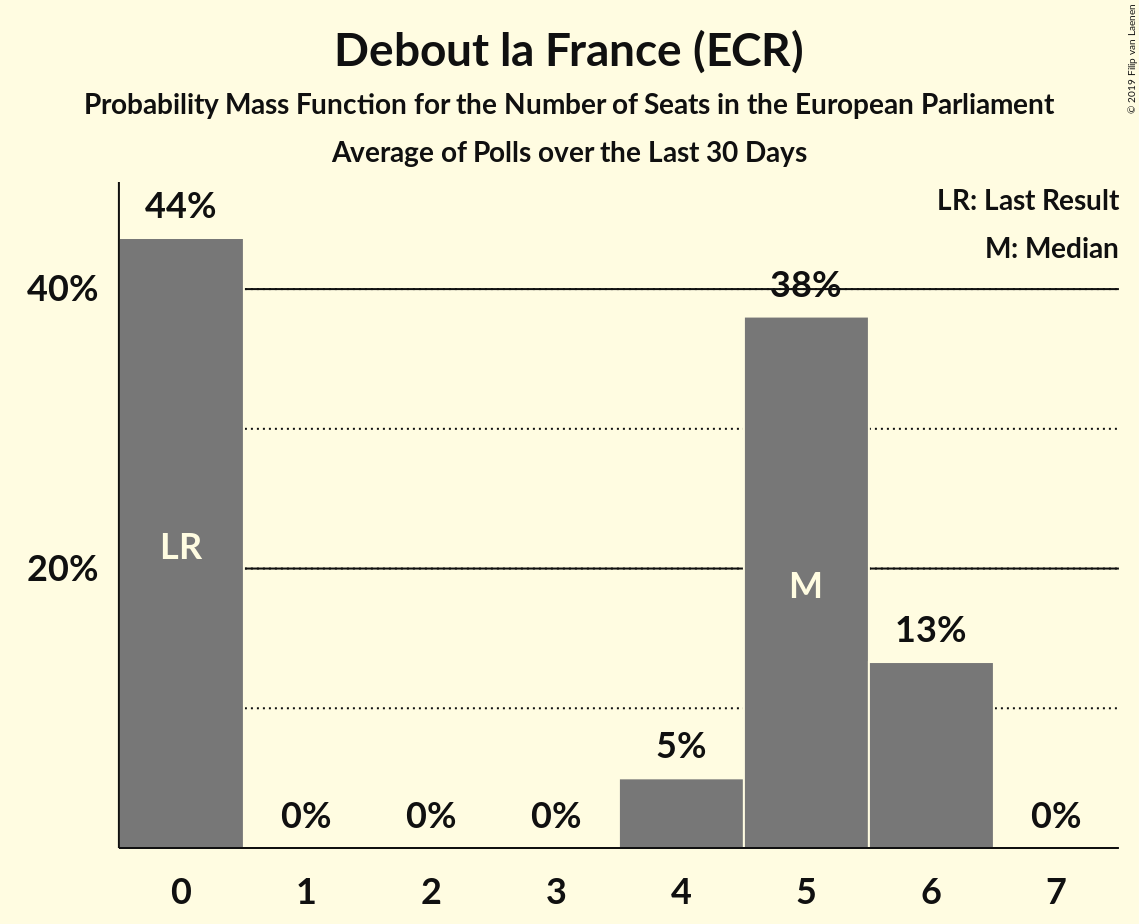 Debout la France (ECR)
Probability Mass Function for the Number of Seats in the European Parliament
Average of Polls over the Last 30 Days
© 2019 Filip van Laenen
LR: Last Result
M: Median
44%
40%
38%
20%
LR
M
13%
5%
0%
0%
0%
0%
0
1
2
3
4
5
6
7